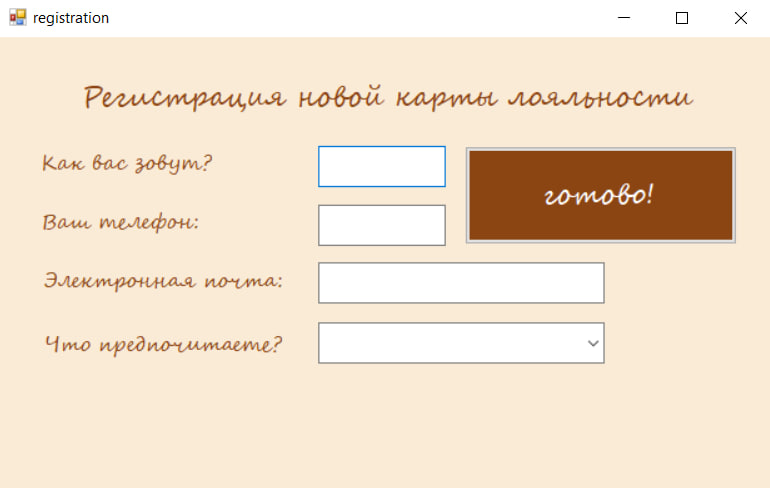 registration
Регистрация новой карты лояльности
Как вас зовут?
готово!
Ваш телефон:
Электронная почта:
Что предпочитаете?